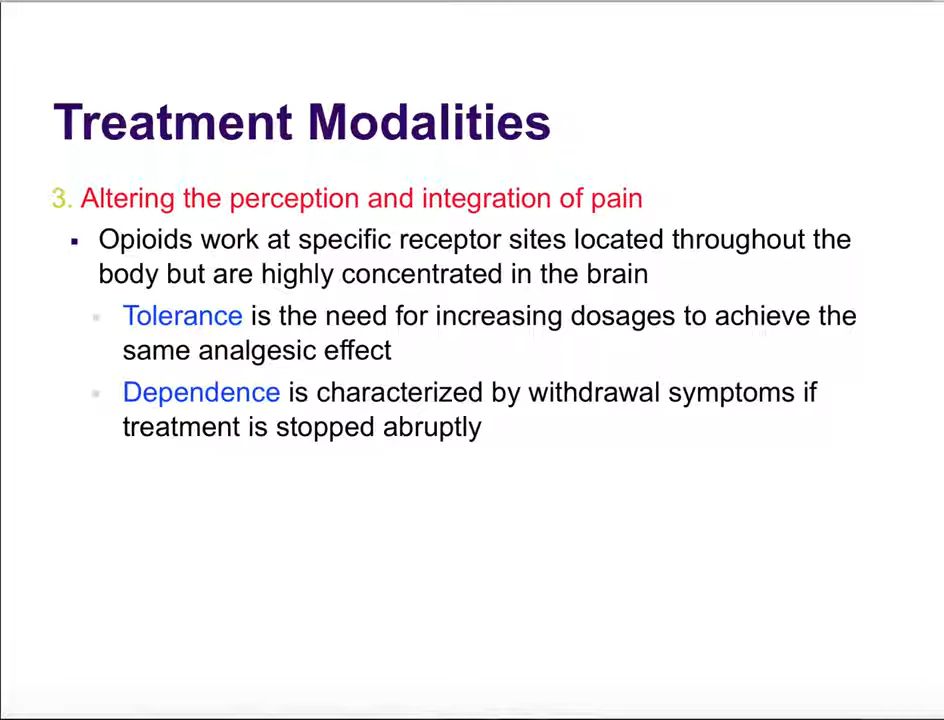 Treatment Modalities
3. Altering the perception and integration of pain
▪ Opioids work at specific receptor sites located throughout the
body but are highly concentrated in the brain
▪ Tolerance is the need for increasing dosages to achieve the
same analgesic effect
▪ Dependence is characterized by withdrawal symptoms if
treatment is stopped abruptly